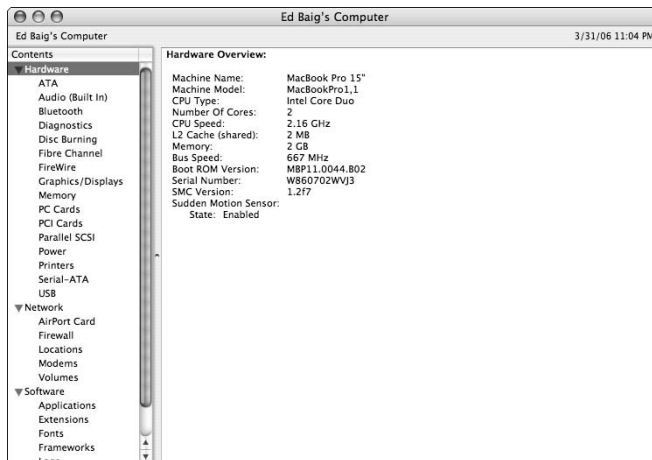 Ed Baig's Computer
Ed Baig's Computer 3/31/06 11:04 PM
Contents
Hardware
ATA
Audio (Built In)
Bluetooth
Diagnostics
Disc Burning
Fibre Channel
FireWire
Graphics/Displays
Memory
PC Cards
PCI Cards
Parallel SCSI
Power
Printers
Serial-ATA
USB
Network
AirPort Card
Firewall
Locations
Modems
Volumes
Software
Applications
Extensions
Fonts
Frameworks
Hardware Overview:
Machine Name: MacBook Pro 15"
Machine Model: MacBookPro1,1
CPU Type: Intel Core Duo
Number Of Cores: 2
CPU Speed: 2.16 GHz
L2 Cache (shared): 2 MB
Memory: 2 GB
Bus Speed: 667 MHz
Boot ROM Version: MBP11.0044.B02
Serial Number: W860702WVJ3
SMC Version: 1.2f7
Sudden Motion Sensor:
State: Enabled